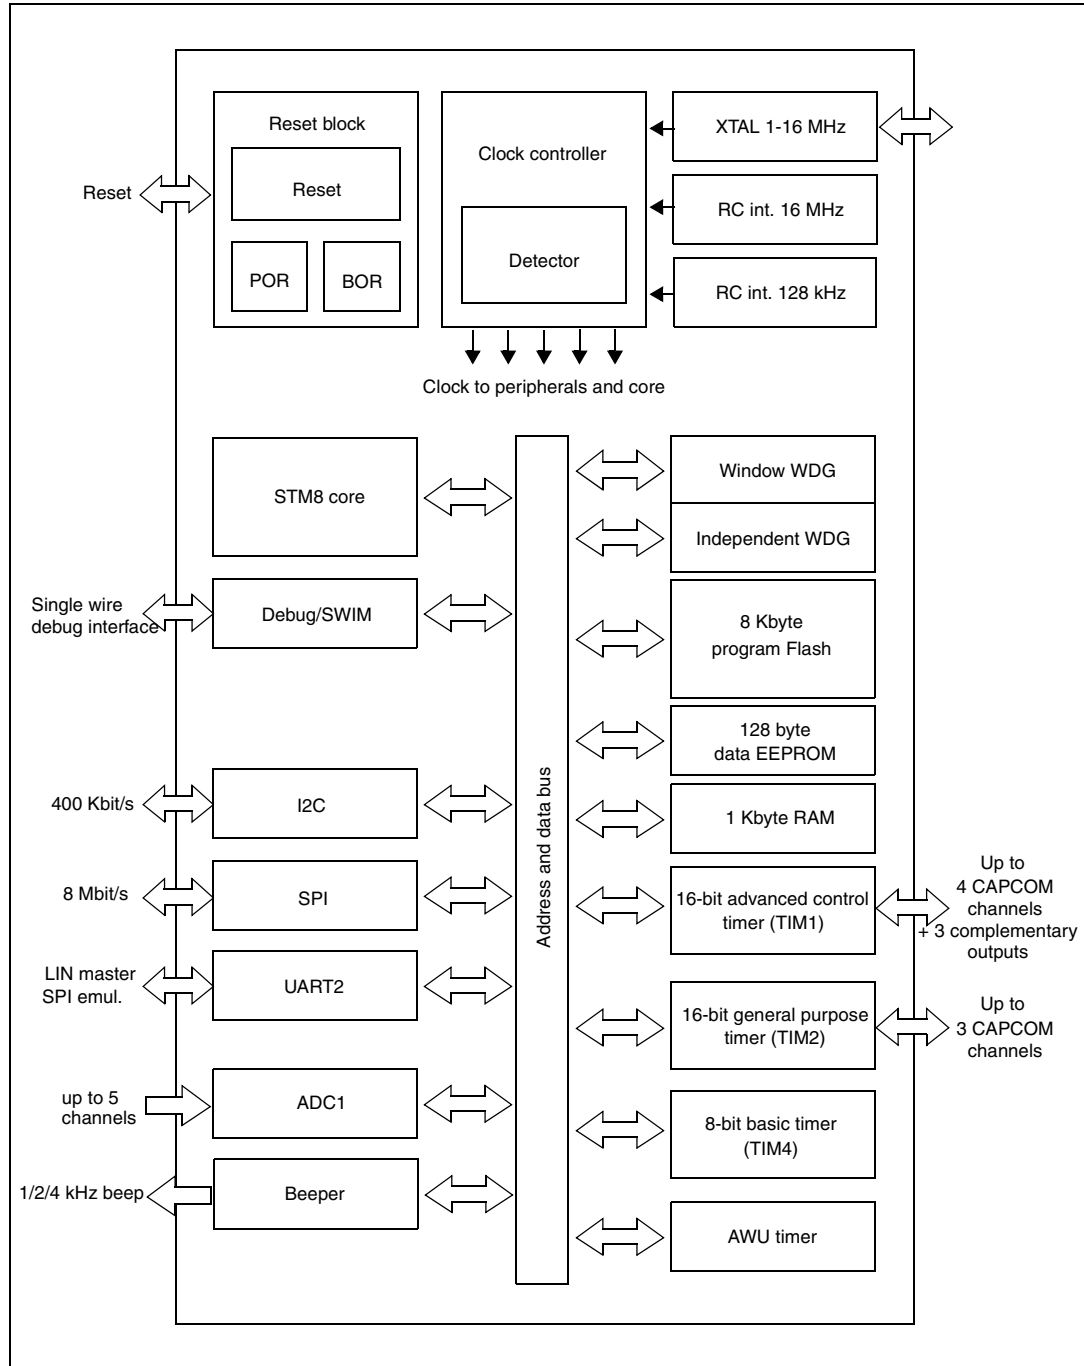 Reset block
Reset
POR
BOR
Reset
Clock controller
Detector
XTAL 1-16 MHz
RC int. 16 MHz
RC int. 128 kHz
Clock to peripherals and core
STM8 core
Single wire
debug interface
Debug/SWIM
400 Kbit/s
I2C
8 Mbit/s
SPI
LIN master
SPI emul.
UART2
up to 5
channels
ADC1
1/2/4 kHz beep
Beeper
Address and data bus
Window WDG
Independent WDG
8 Kbyte
program Flash
128 byte
data EEPROM
1 Kbyte RAM
16-bit advanced control
timer (TIM1)
Up to
4 CAPCOM
channels
+ 3 complementary
outputs
16-bit general purpose
timer (TIM2)
Up to
3 CAPCOM
channels
8-bit basic timer
(TIM4)
AWU timer